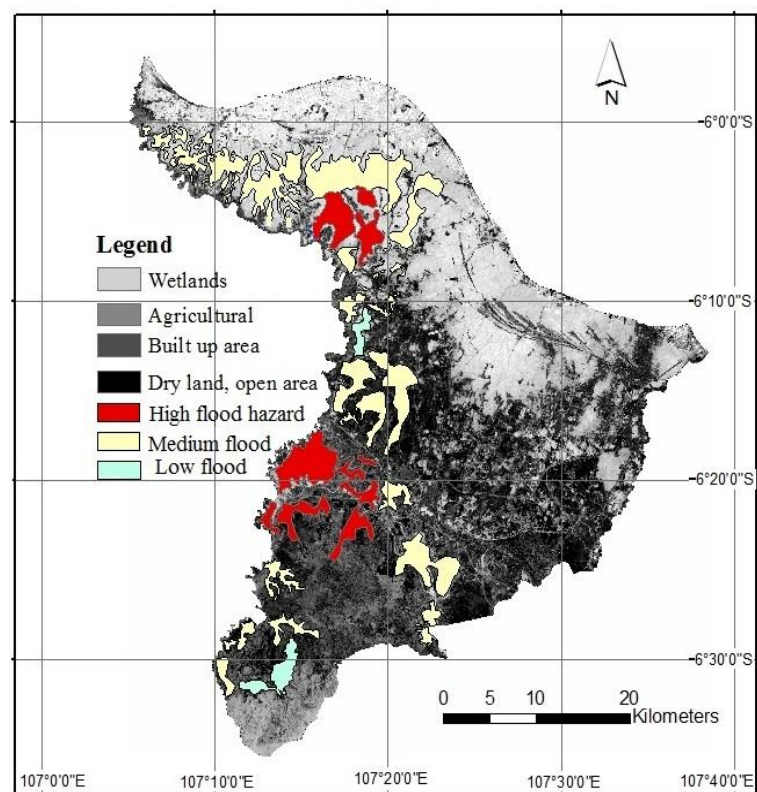 N
6°0'0"S
Legend
Wetlands
Agricultural
Built up area
Dry land, open area
High flood hazard
Medium flood
Low flood
6°10'0"S
6°20'0"S
6°30'0"S
0 5 10 20
Kilometers
107°0'0"E 107°10'0"E 107°20'0"E 107°30'0"E 107°40'0"E